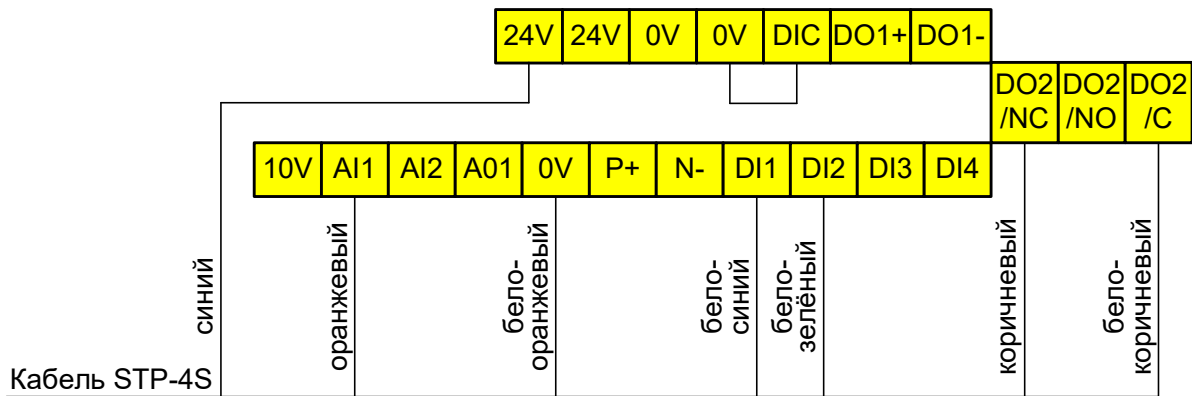 24V 24V 0V 0V DIC DO1+ DO1-
DO2 DO2 DO2
/NC /NO /C
10V AI1 AI2 A01 0V P+ N- DI1 DI2 DI3 DI4
синий
оранжевый
бело-
оранжевый
бело-
синий
бело-
зелёный
коричневый
бело-
коричневый
Кабель STP-4S